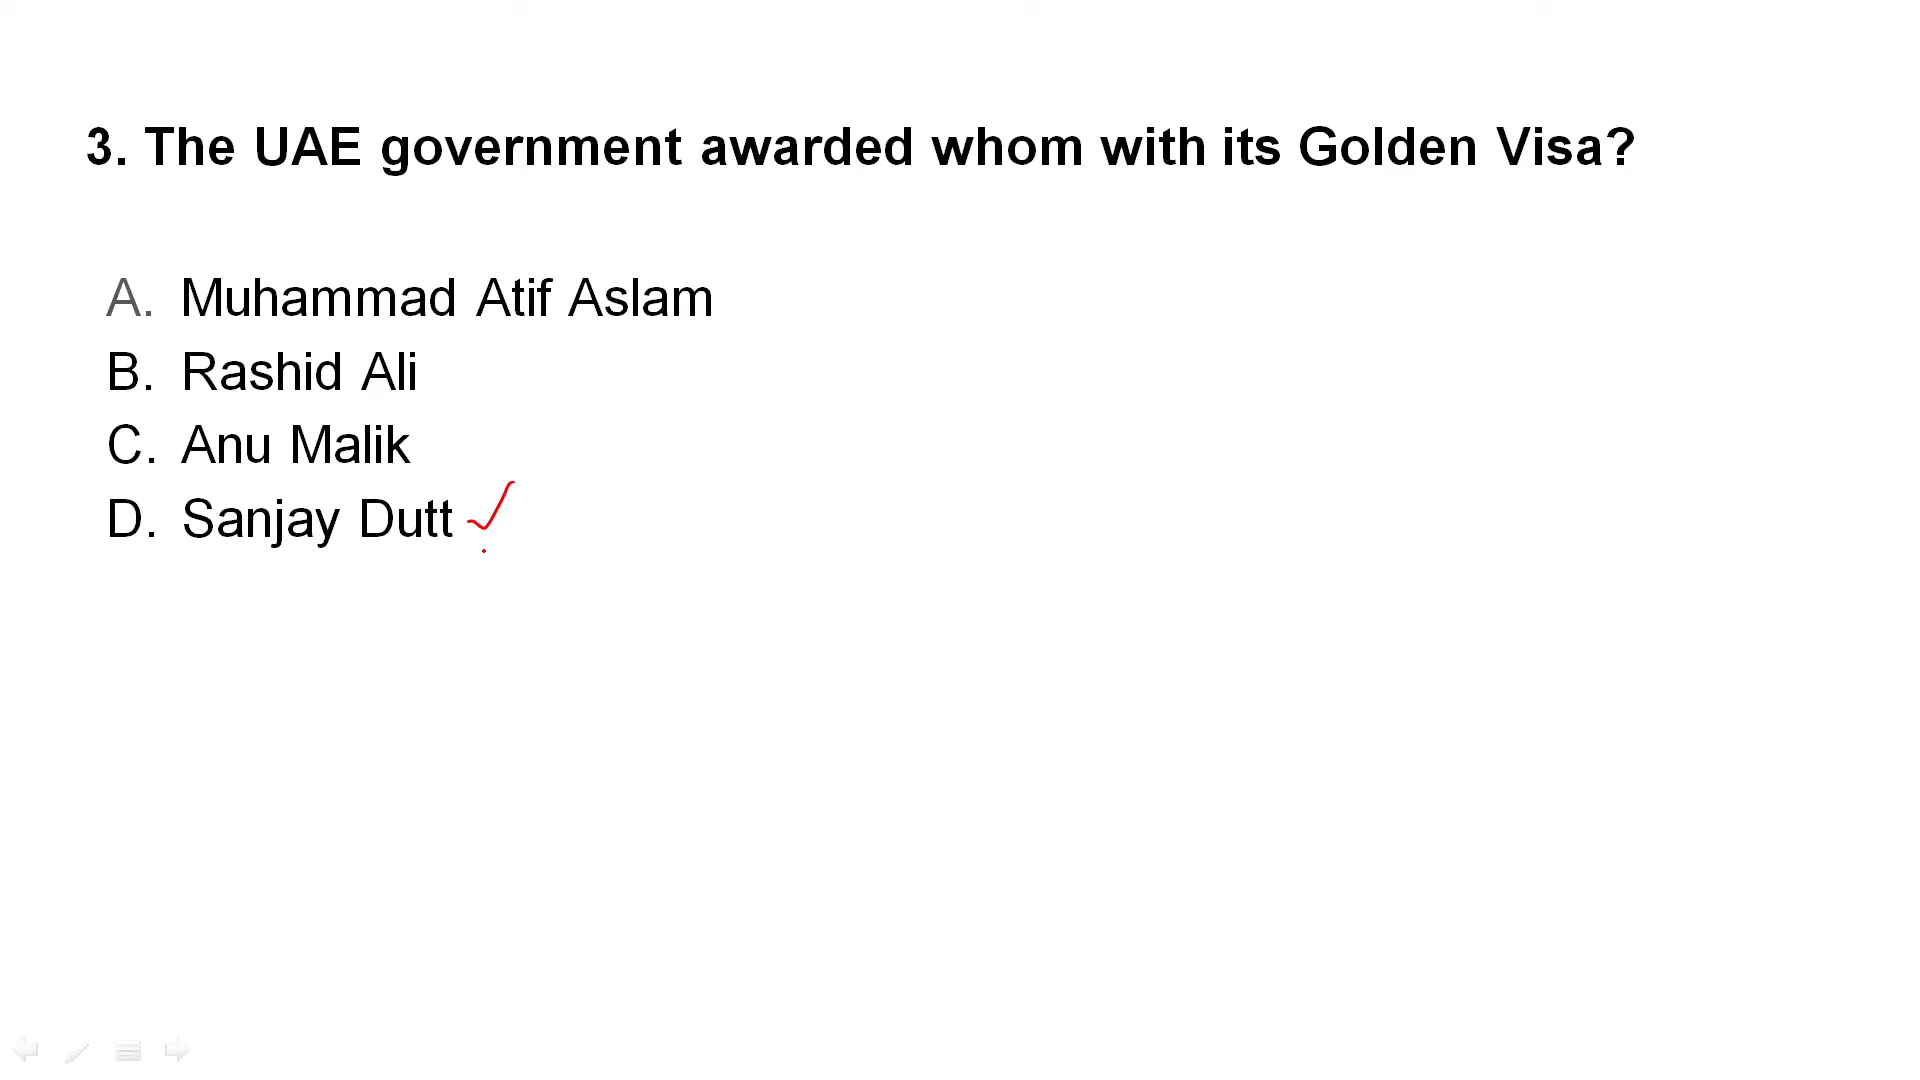 3. The UAE government awarded whom with its Golden Visa?
A. Muhammad Atif Aslam
B. Rashid Ali
C. Anu Malik
D. Sanjay Dutt